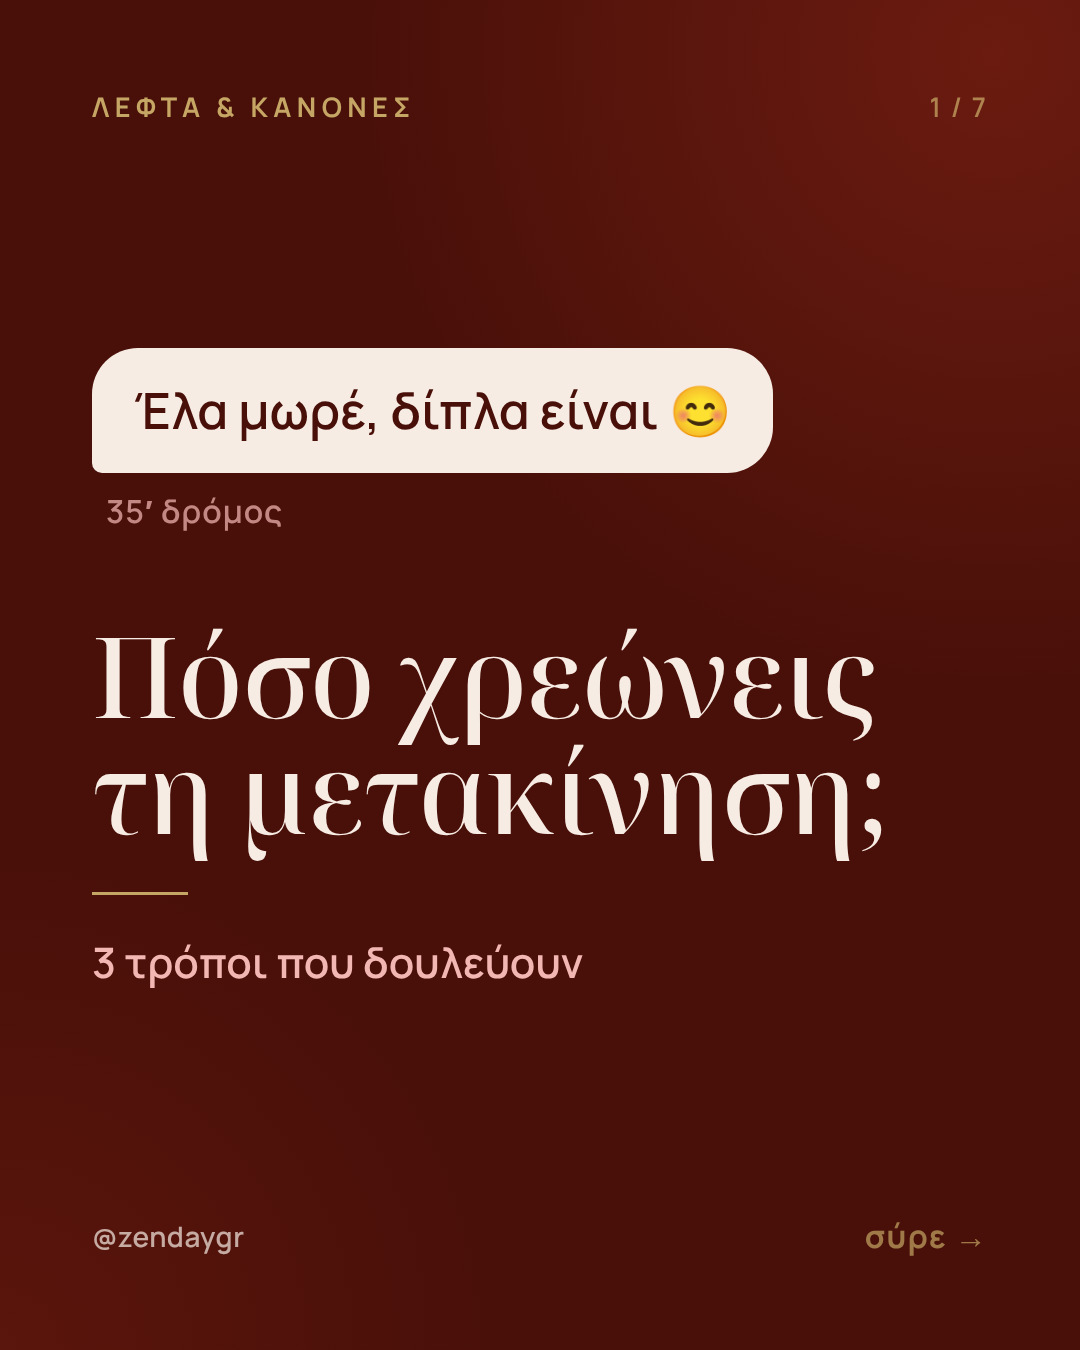 ΛΕΦΤΑ & ΚΑΝΟΝΕΣ
1 / 7
Έλα μωρέ, δίπλα είναι 😊
35′ δρόμος
Πόσο χρεώνεις
τη μετακίνηση;
3 τρόποι που δουλεύουν
@zendaygr
σύρε →